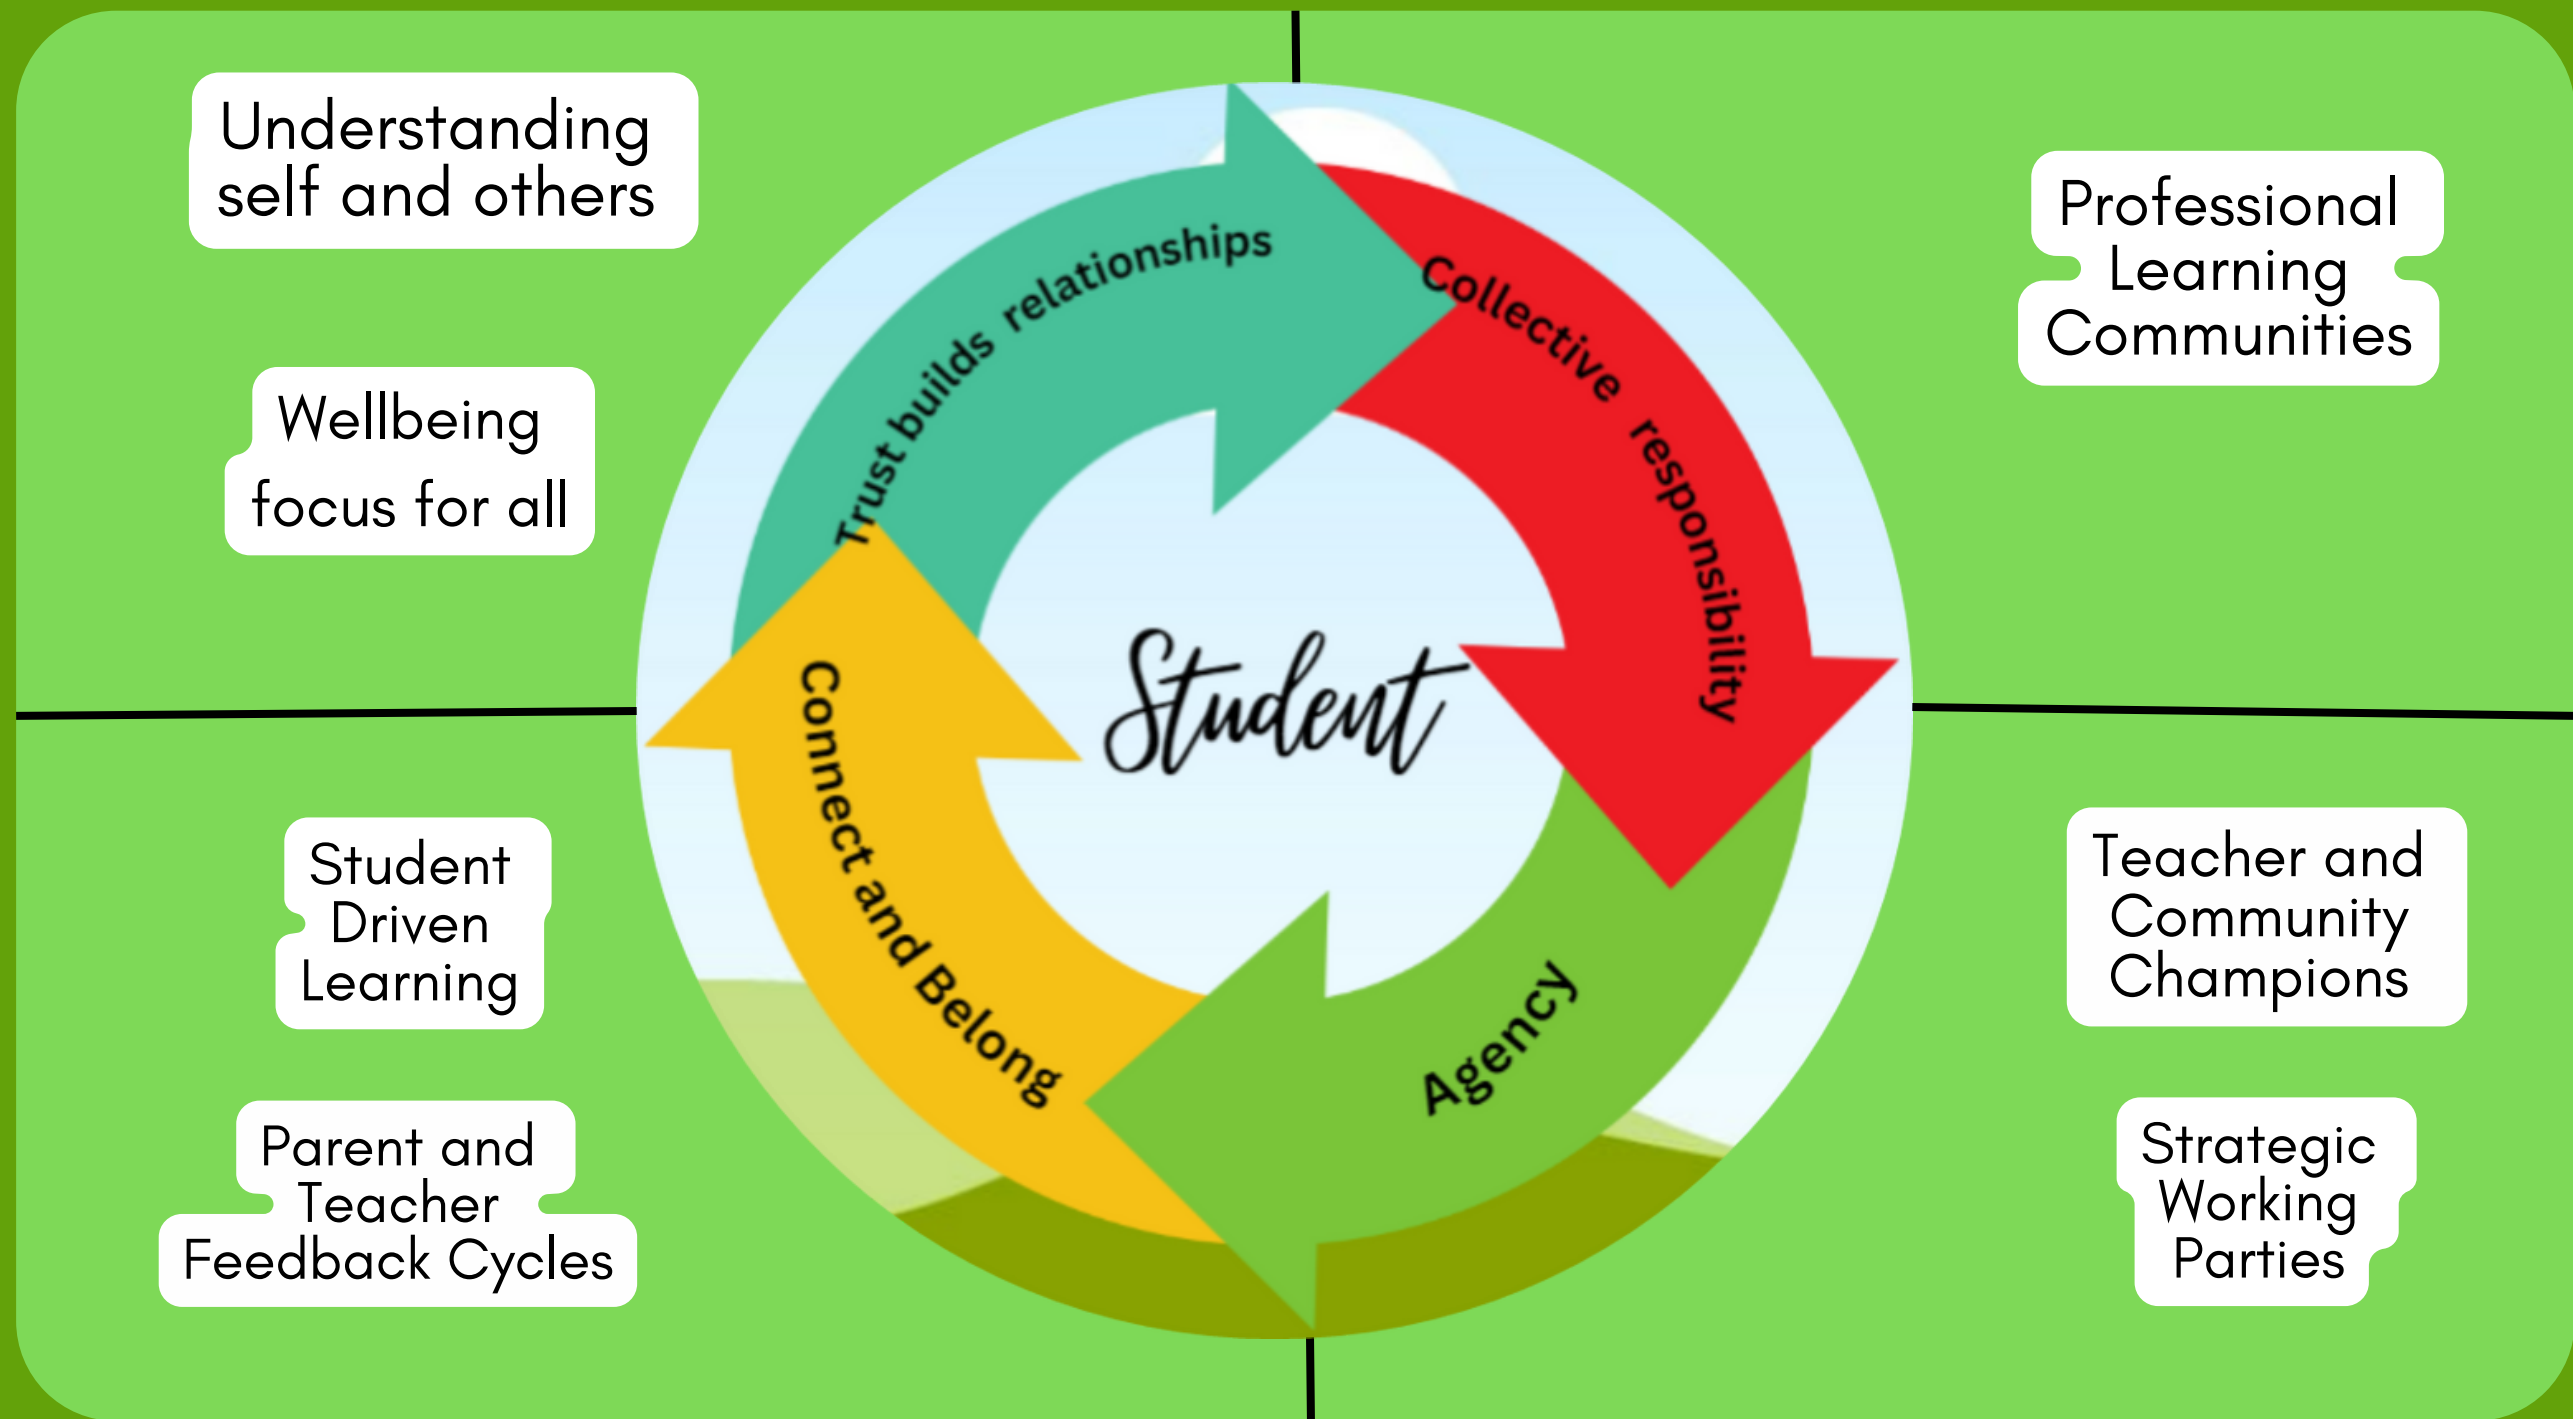 Understanding
self and others
Wellbeing
focus for all
Professional
Learning
Communities
Trust builds relationships
Collective responsibility
Student
Connect and Belong
Agency
Student
Driven
Learning
Parent and
Teacher
Feedback Cycles
Teacher and
Community
Champions
Strategic
Working
Parties